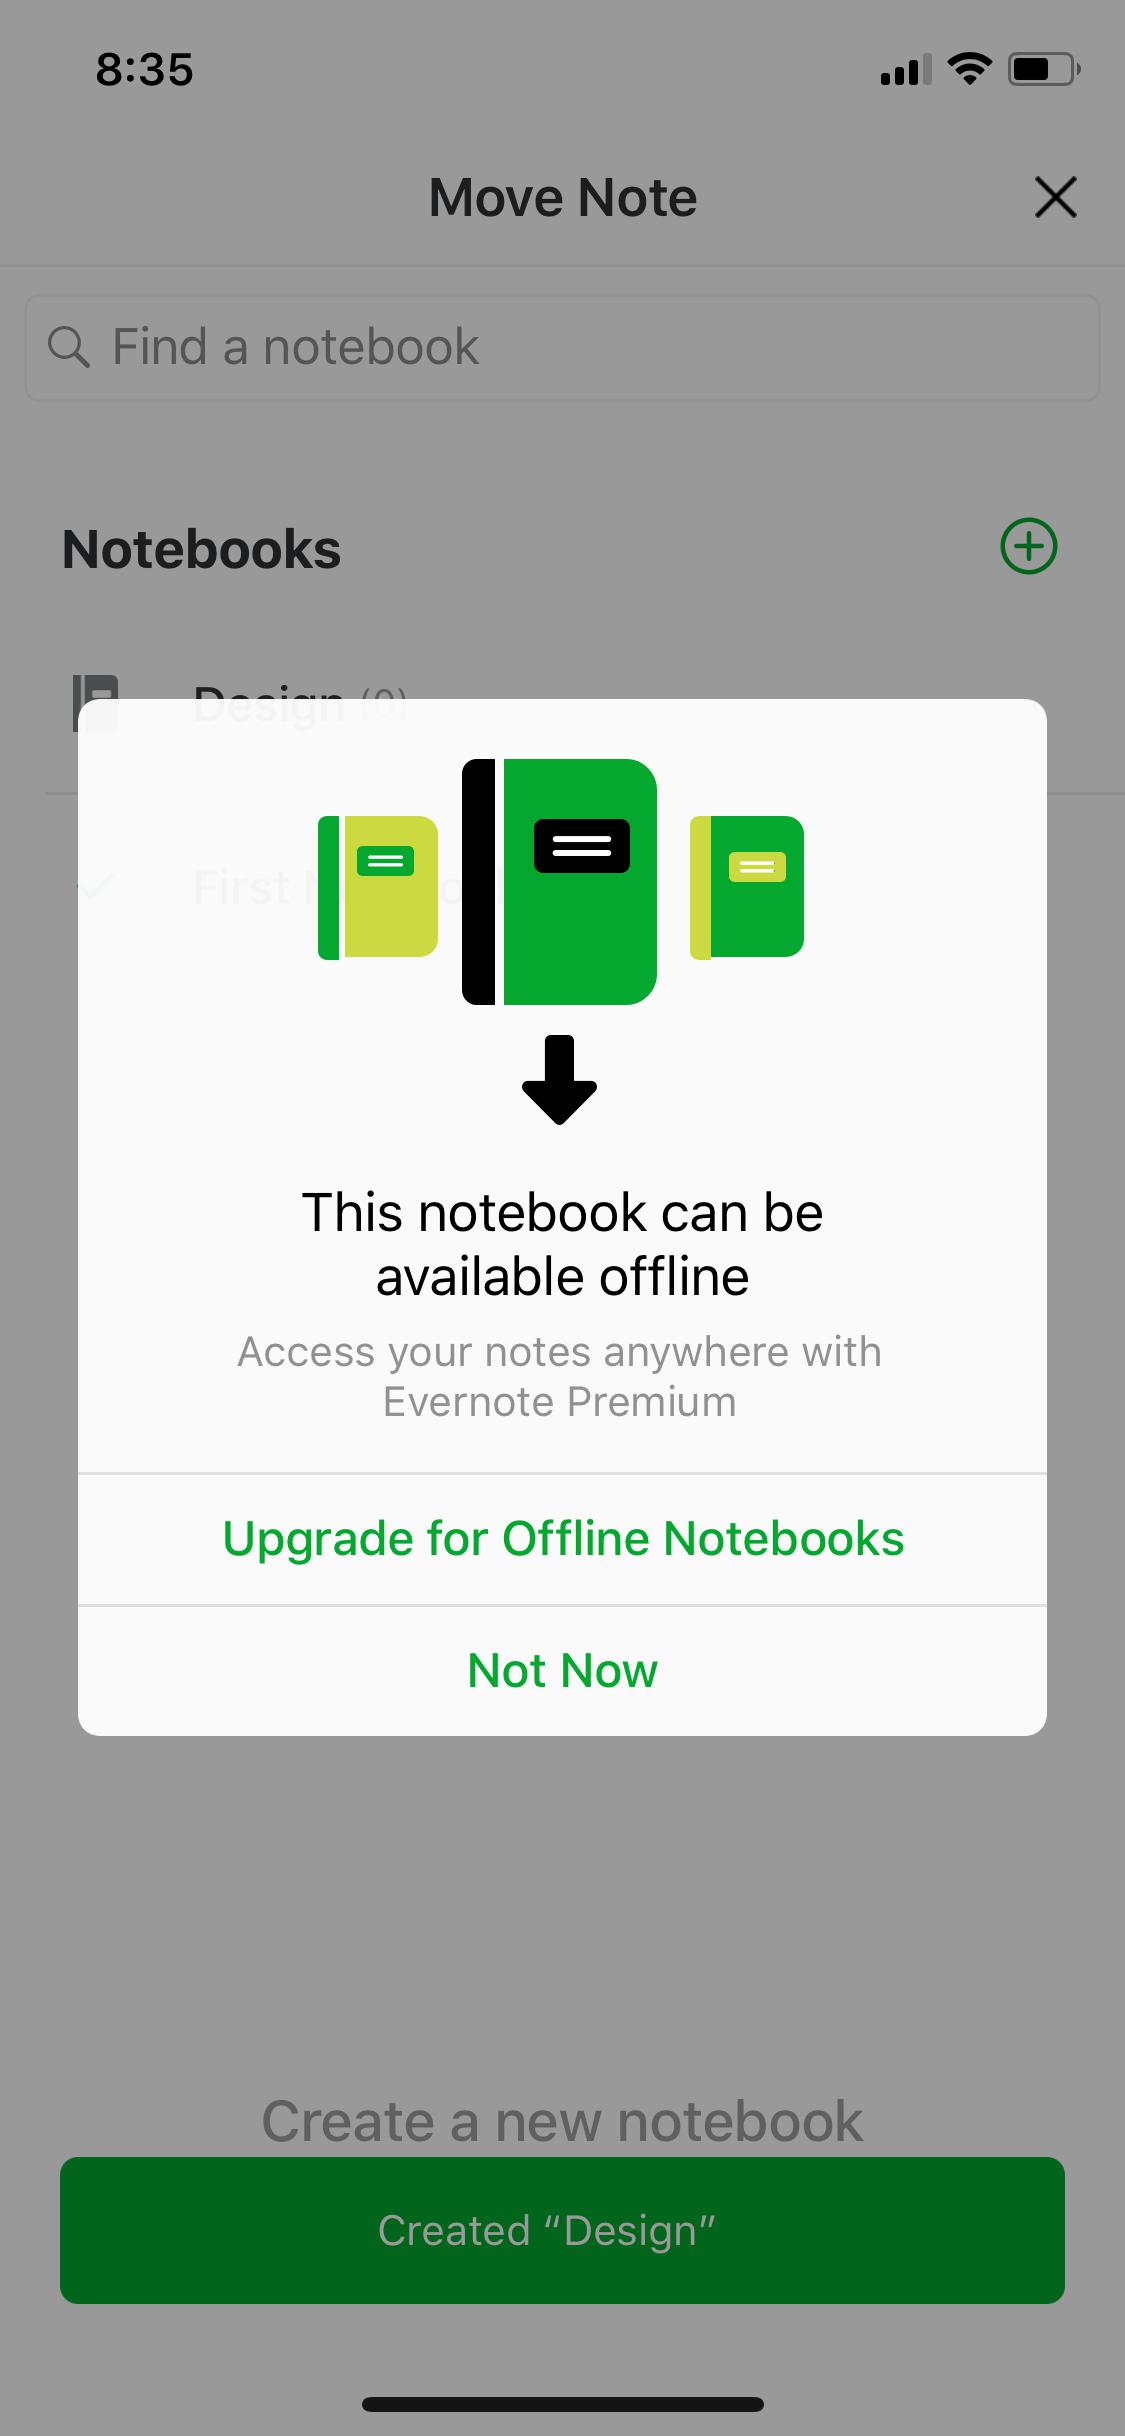 8:35
Move Note
Find a notebook
Notebooks
Design (0)
First Notebook
This notebook can be
available offline
Access your notes anywhere with
Evernote Premium
Upgrade for Offline Notebooks
Not Now
Create a new notebook
Created “Design”